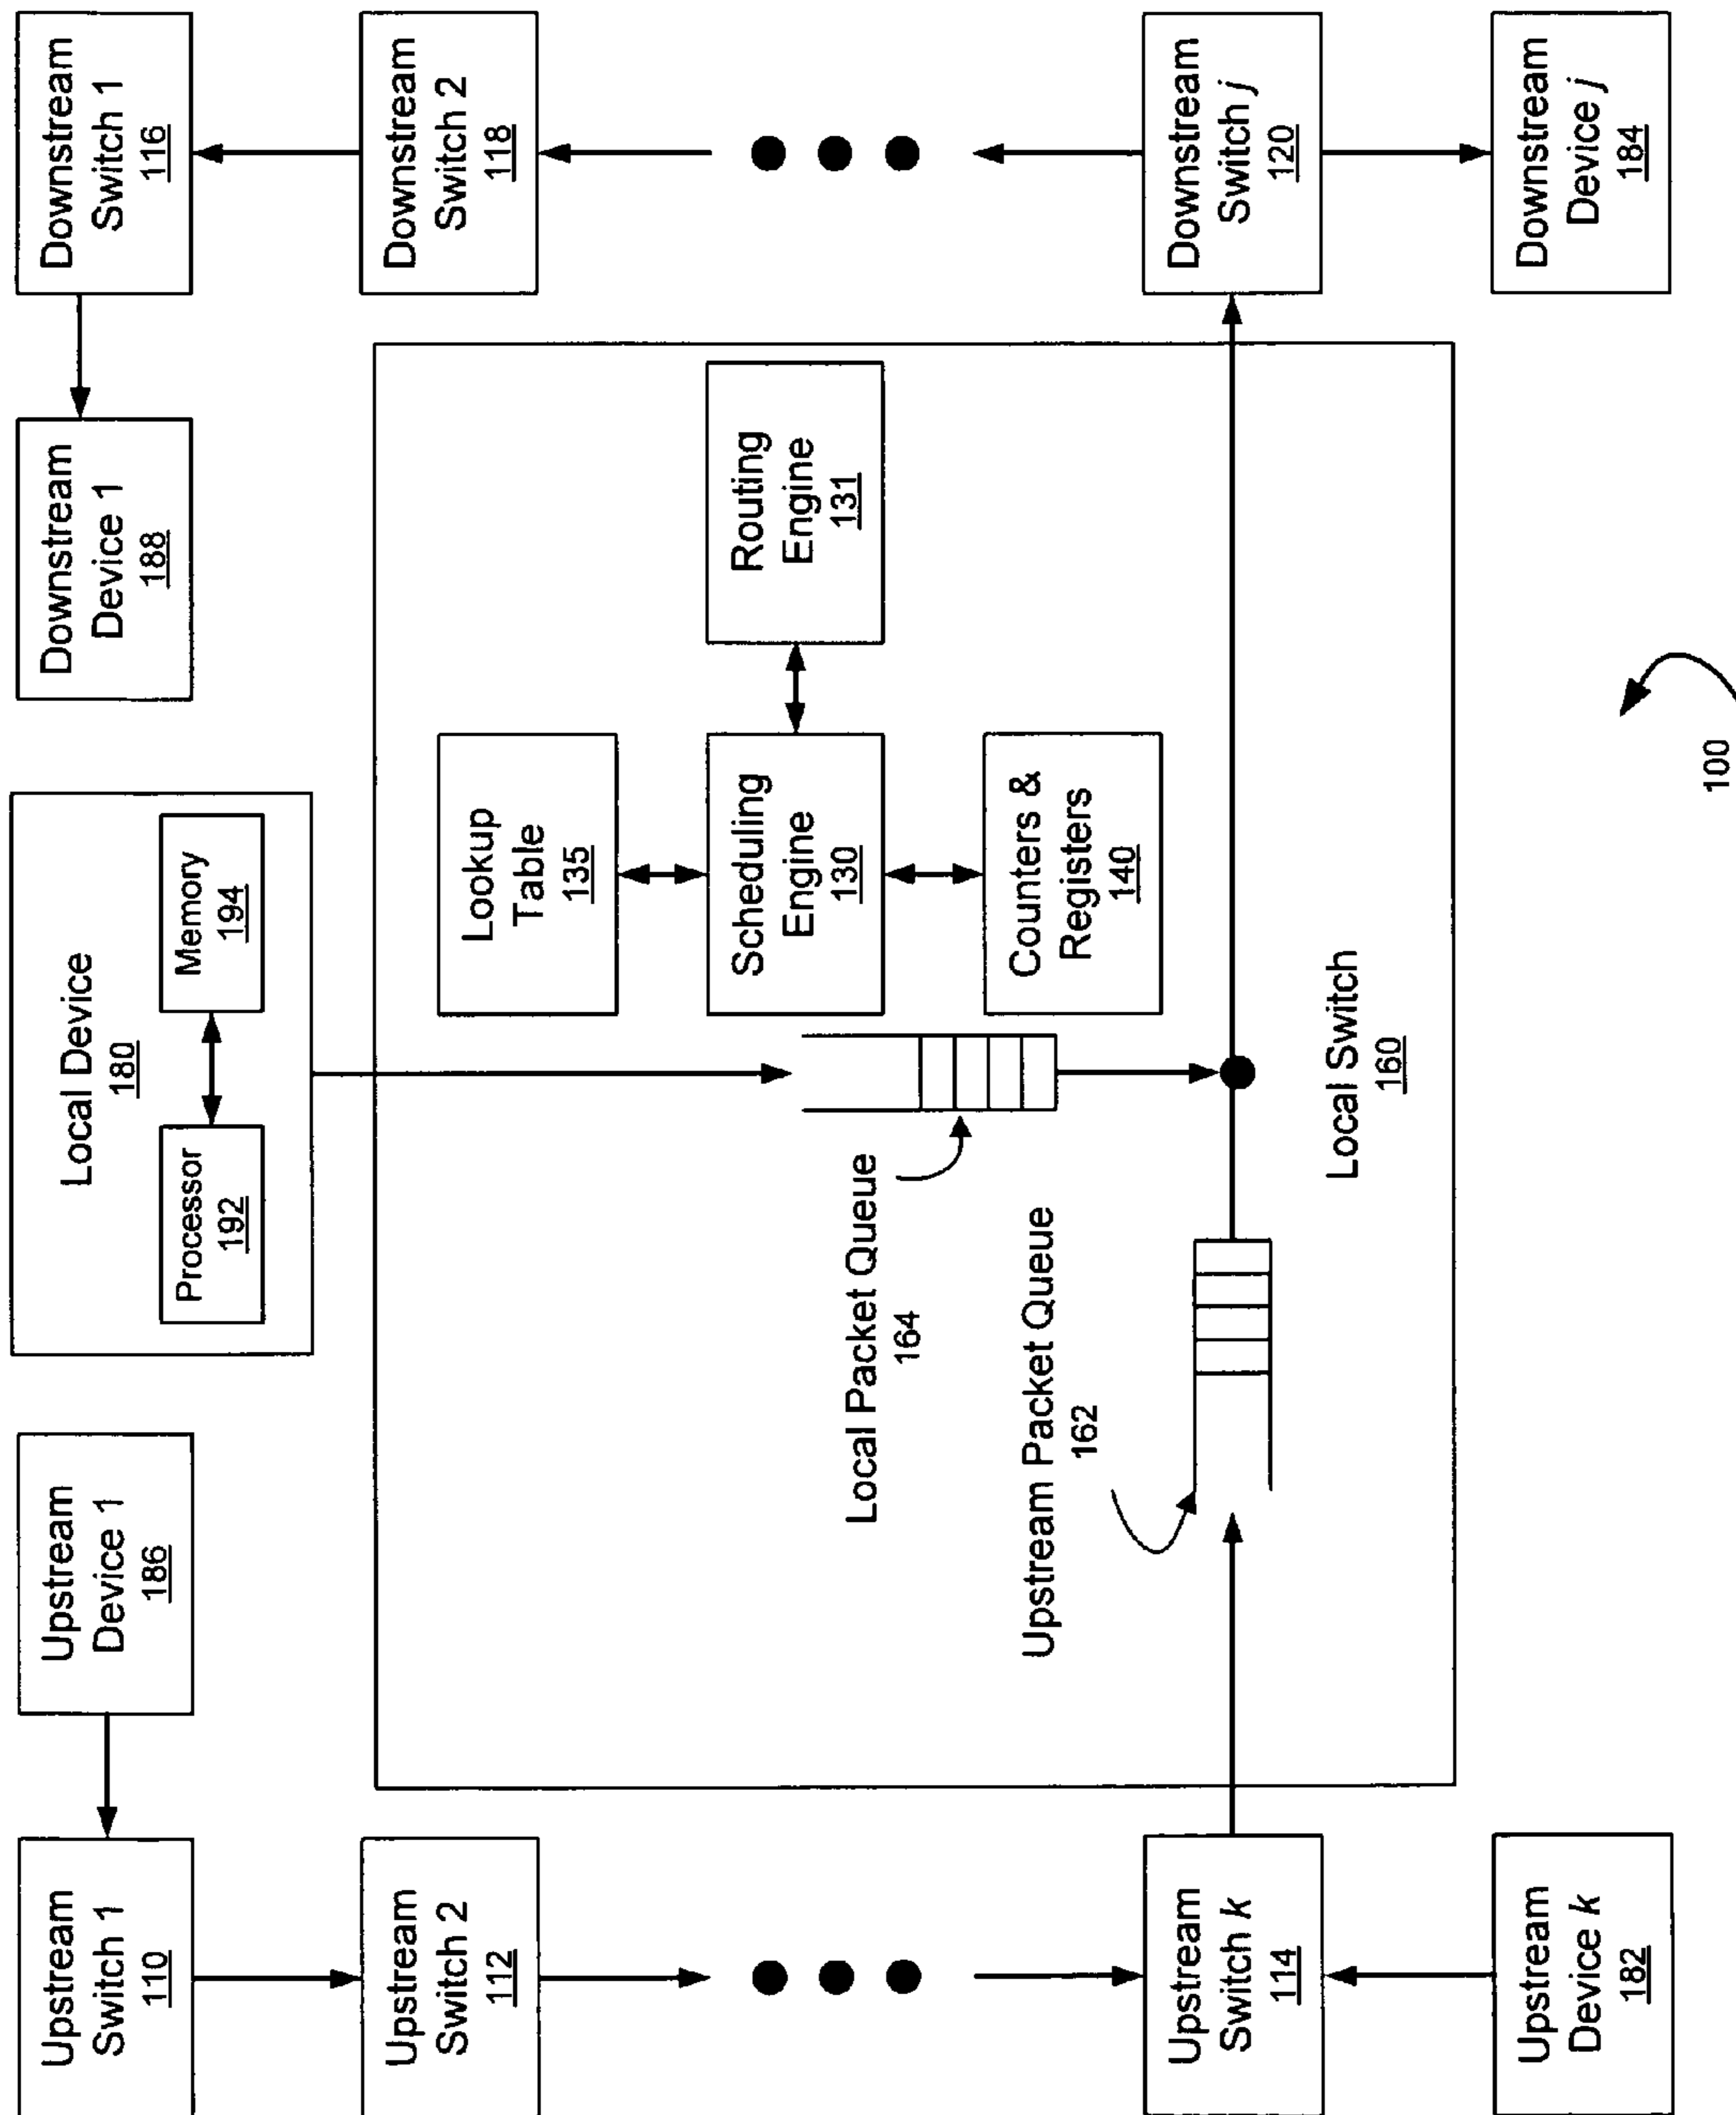 Upstream
Switch 1
110
Upstream
Device 1
186
Local Device
180
Processor
192
Memory
194
Downstream
Device 1
188
Downstream
Switch 1
116
Upstream
Switch 2
112
Downstream
Switch 2
118
Lookup
Table
135
Scheduling
Engine
130
Routing
Engine
131
Counters &
Registers
140
Local Packet Queue
164
Upstream Packet Queue
162
Local Switch
160
Upstream
Switch k
114
Downstream
Switch j
120
Upstream
Device k
182
Downstream
Device j
184
100